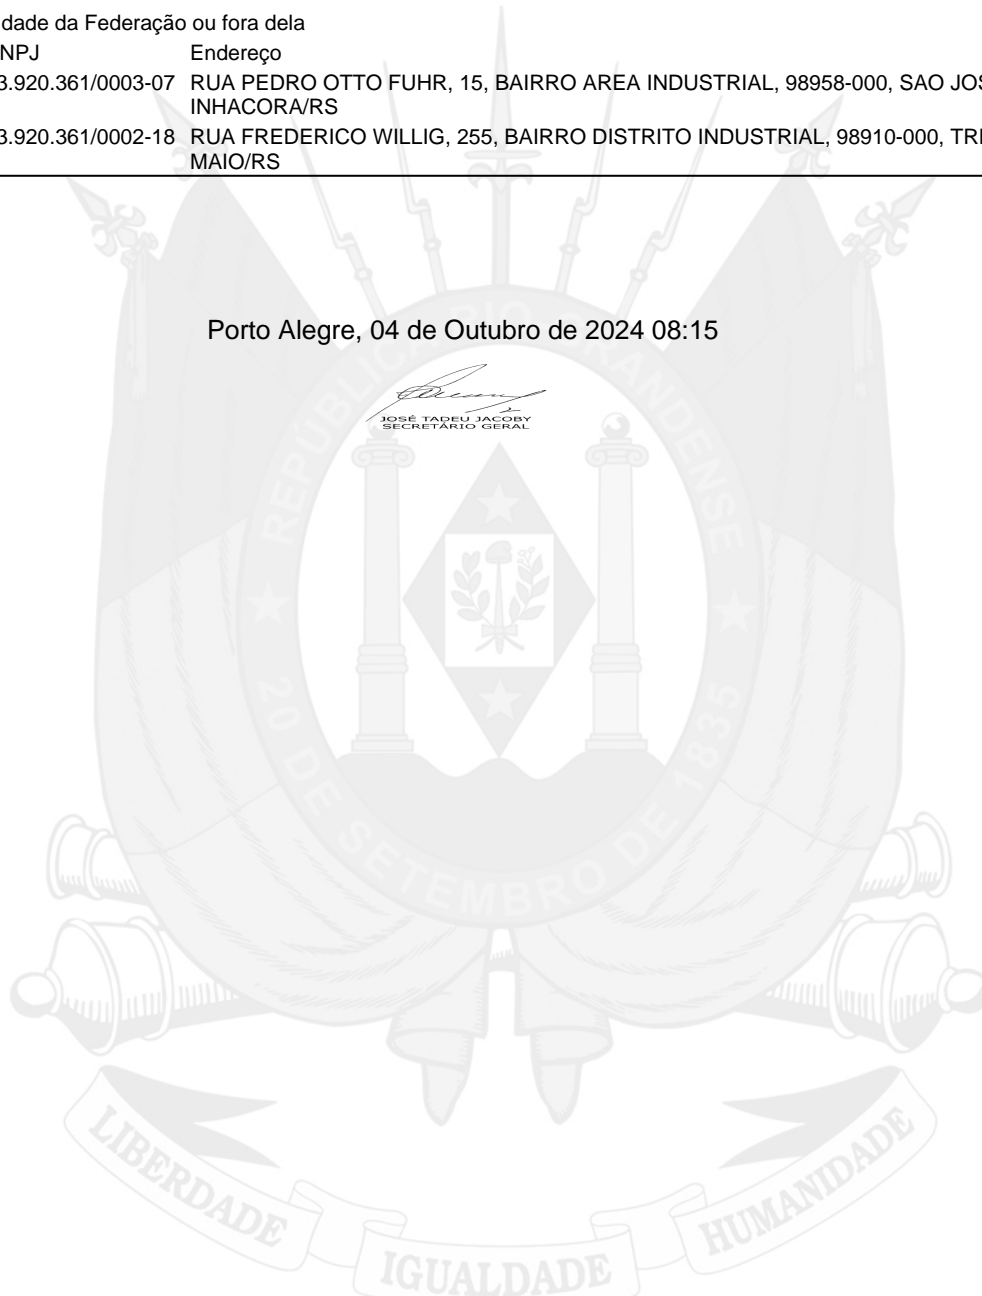 dade da Federação ou fora dela
NPJ Endereço
3.920.361/0003-07 RUA PEDRO OTTO FUHR, 15, BAIRRO AREA INDUSTRIAL, 98958-000, SAO JOS
INHACORA/RS
3.920.361/0002-18 RUA FREDERICO WILLIG, 255, BAIRRO DISTRITO INDUSTRIAL, 98910-000, TRE
MAIO/RS
Porto Alegre, 04 de Outubro de 2024 08:15
JOSÉ TADEU JACOBY
SECRETÁRIO GERAL
REPÚBLICA RIO GRANDENSE
20 DE SETEMBRO DE 1835
LIBERDADE IGUALDADE HUMANIDADE